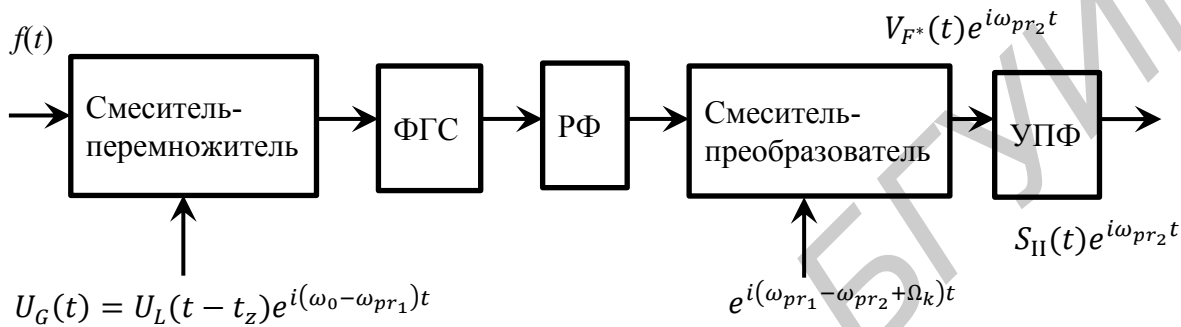 f(t)
Смеситель-
перемножитель
ФГС
РФ
Смеситель-
преобразователь
V_{F^*}(t)e^{iω_{pr_2}t}
УПФ
S_{II}(t)e^{iω_{pr_2}t}
U_G(t) = U_L(t − t_z)e^{i(ω_0−ω_{pr_1})t}
e^{i(ω_{pr_1}−ω_{pr_2}+Ω_k)t}
БГУИ